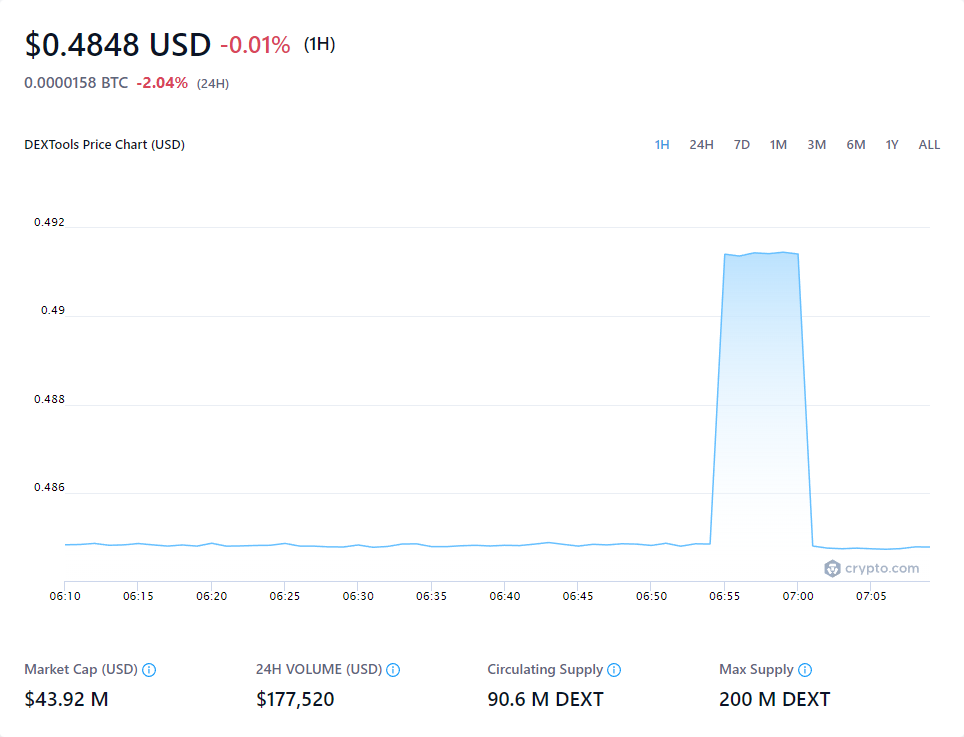 $0.4848 USD -0.01% (1H)
0.0000158 BTC -2.04% (24H)
DEXTools Price Chart (USD) 1H 24H 7D 1M 3M 6M 1Y ALL
0.492
0.49
0.488
0.486
crypto.com
06:10 06:15 06:20 06:25 06:30 06:35 06:40 06:45 06:50 06:55 07:00 07:05
Market Cap (USD) 24H VOLUME (USD) Circulating Supply Max Supply
$43.92 M $177,520 90.6 M DEXT 200 M DEXT